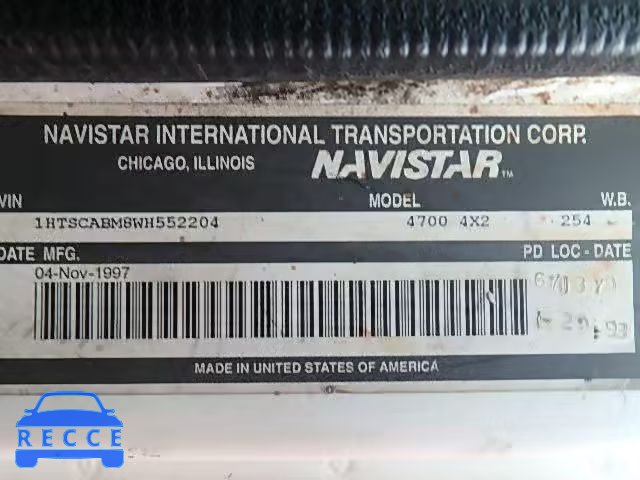 NAVISTAR INTERNATIONAL TRANSPORTATION CORP.
CHICAGO, ILLINOIS NAVISTAR™
VIN MODEL W.B.
1HTSCABM8WH552204 4700 4X2 254
DATE MFG. PD LOC - DATE
04-Nov-1997
MADE IN UNITED STATES OF AMERICA
RECCE